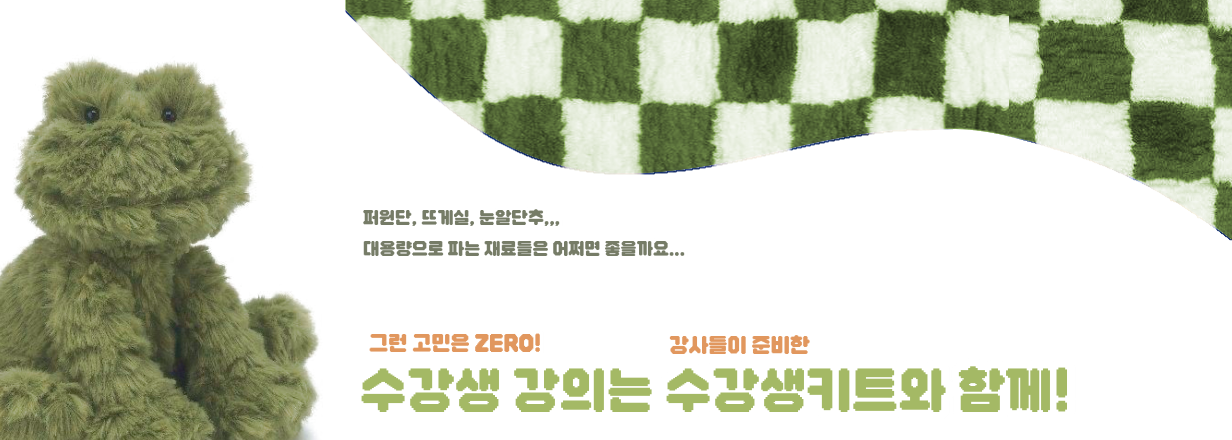 퍼원단, 뜨게실, 눈알단추,,,
대용량으로 파는 재료들은 어쩌면 좋을까요...
그런 고민은 ZERO!
강사들이 준비한
수강생 강의는 수강생키트와 함께!